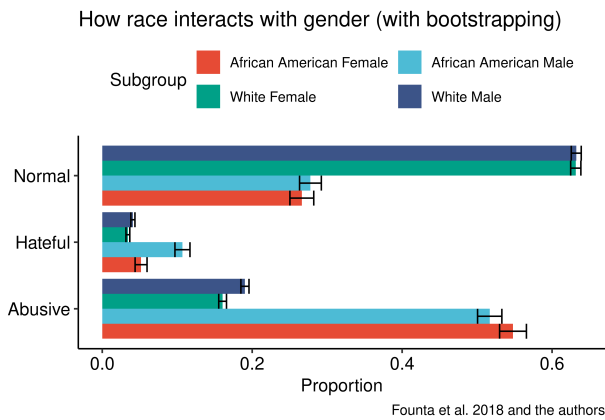 How race interacts with gender (with bootstrapping)
Subgroup
African American Female
African American Male
White Female
White Male
Normal
Hateful
Abusive
0.0 0.2 0.4 0.6
Proportion
Founta et al. 2018 and the authors